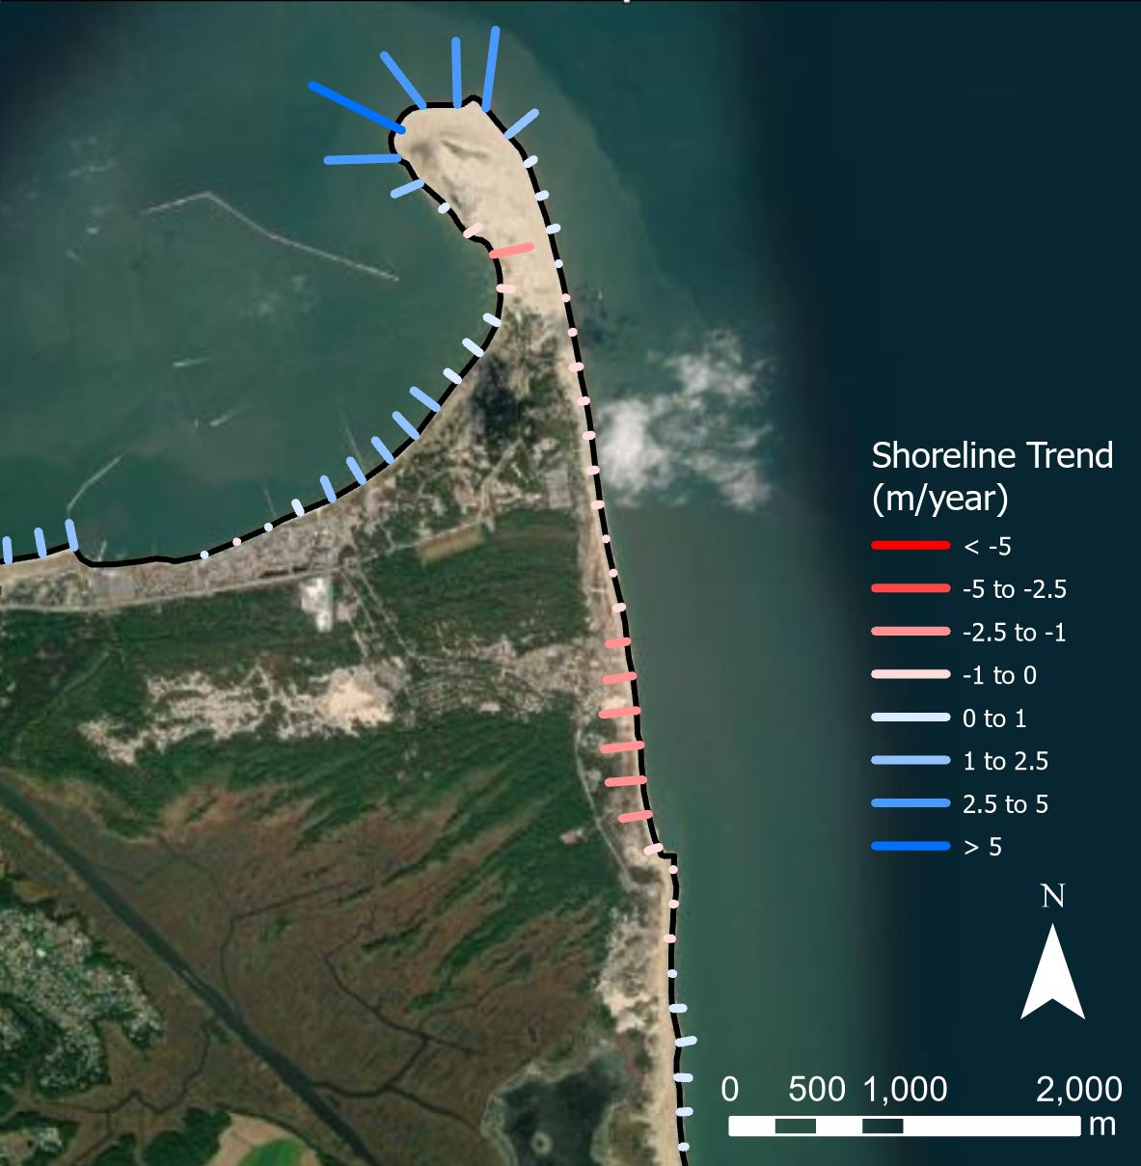 Shoreline Trend
(m/year)
< -5
-5 to -2.5
-2.5 to -1
-1 to 0
0 to 1
1 to 2.5
2.5 to 5
> 5
N
0 500 1,000 2,000
m